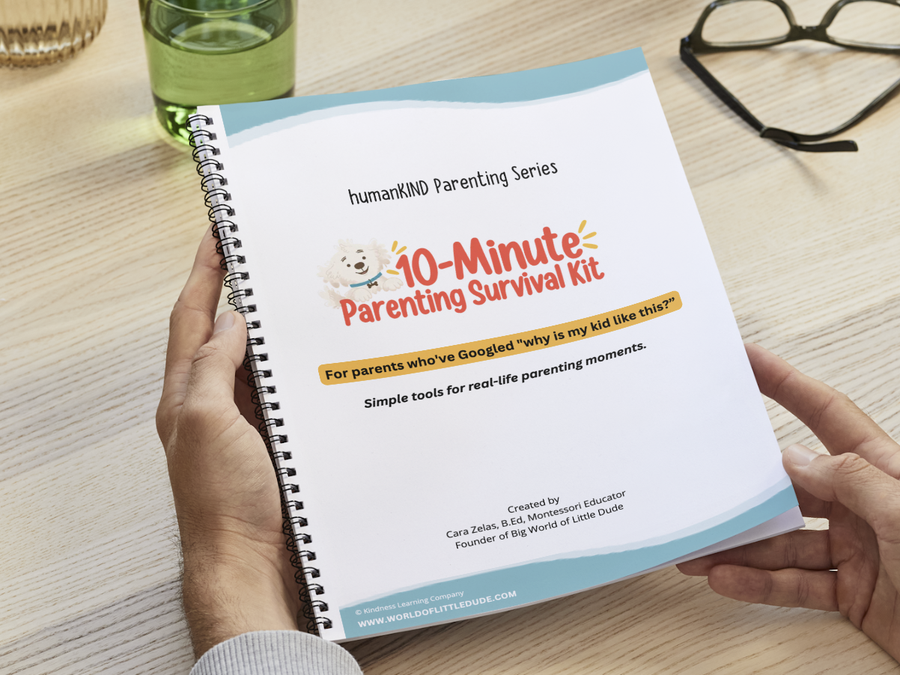 humanKIND Parenting Series
10-Minute
Parenting Survival Kit
For parents who've Googled "why is my kid like this?"
Simple tools for real-life parenting moments.
Created by
Cara Zelas, B.Ed, Montessori Educator
Founder of Big World of Little Dude
© Kindness Learning Company
WWW.WORLDOFLITTLEDUDE.COM